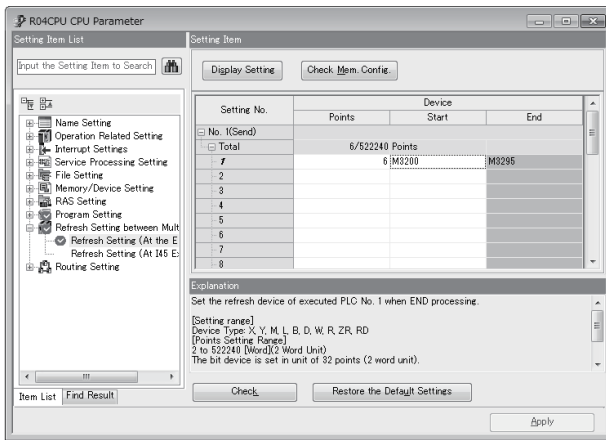 R04CPU CPU Parameter
Setting Item List
Input the Setting Item to Search
Name Setting
Operation Related Setting
Interrupt Settings
Service Processing Setting
File Setting
Memory/Device Setting
RAS Setting
Program Setting
Refresh Setting between Mult
Refresh Setting (At the E
Refresh Setting (At I45 E
Routing Setting
Item List Find Result
Setting Item
Display Setting Check Mem. Config.
Setting No. Device
Points Start End
No. 1(Send)
Total 6/522240 Points
1 6 M3200 M3295
2
3
4
5
6
7
8
Explanation
Set the refresh device of executed PLC No. 1 when END processing.
[Setting range]
Device Type: X, Y, M, L, B, D, W, R, ZR, RD
[Points Setting Range]
2 to 522240 [Word](2 Word Unit)
The bit device is set in unit of 32 points (2 word unit).
Check Restore the Default Settings
Apply